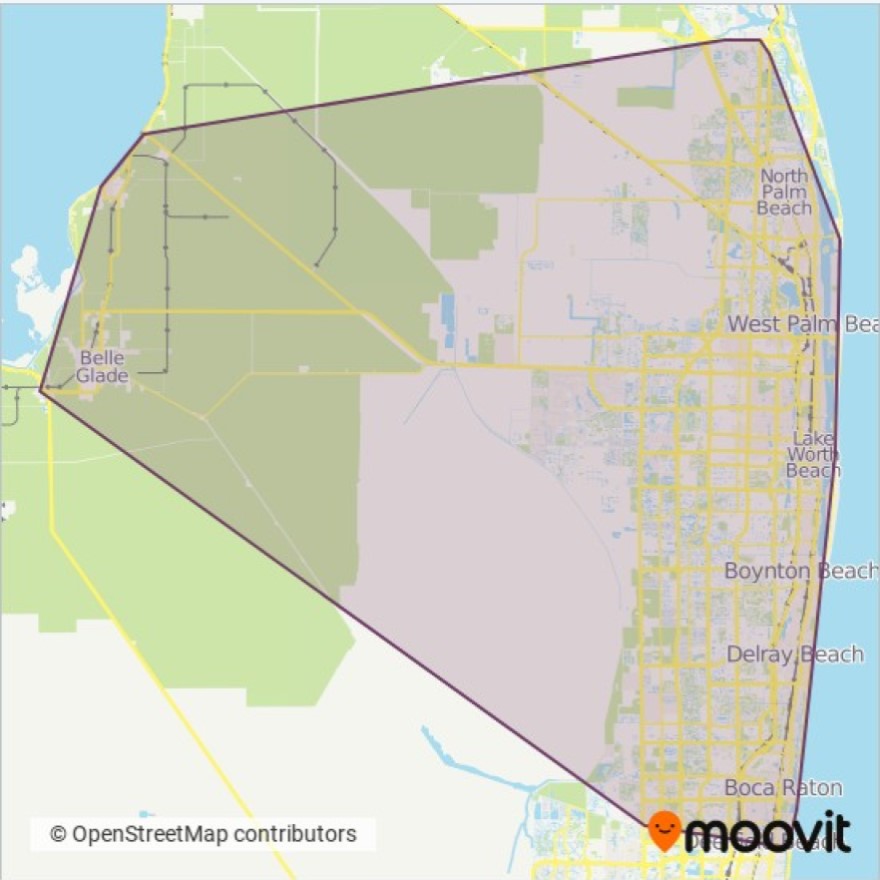 North
Palm
Beach
West Palm Bea
Belle
Glade
Lake
Worth
Beach
Boynton Beach
Delray Beach
Boca Raton
© OpenStreetMap contributors
moovit